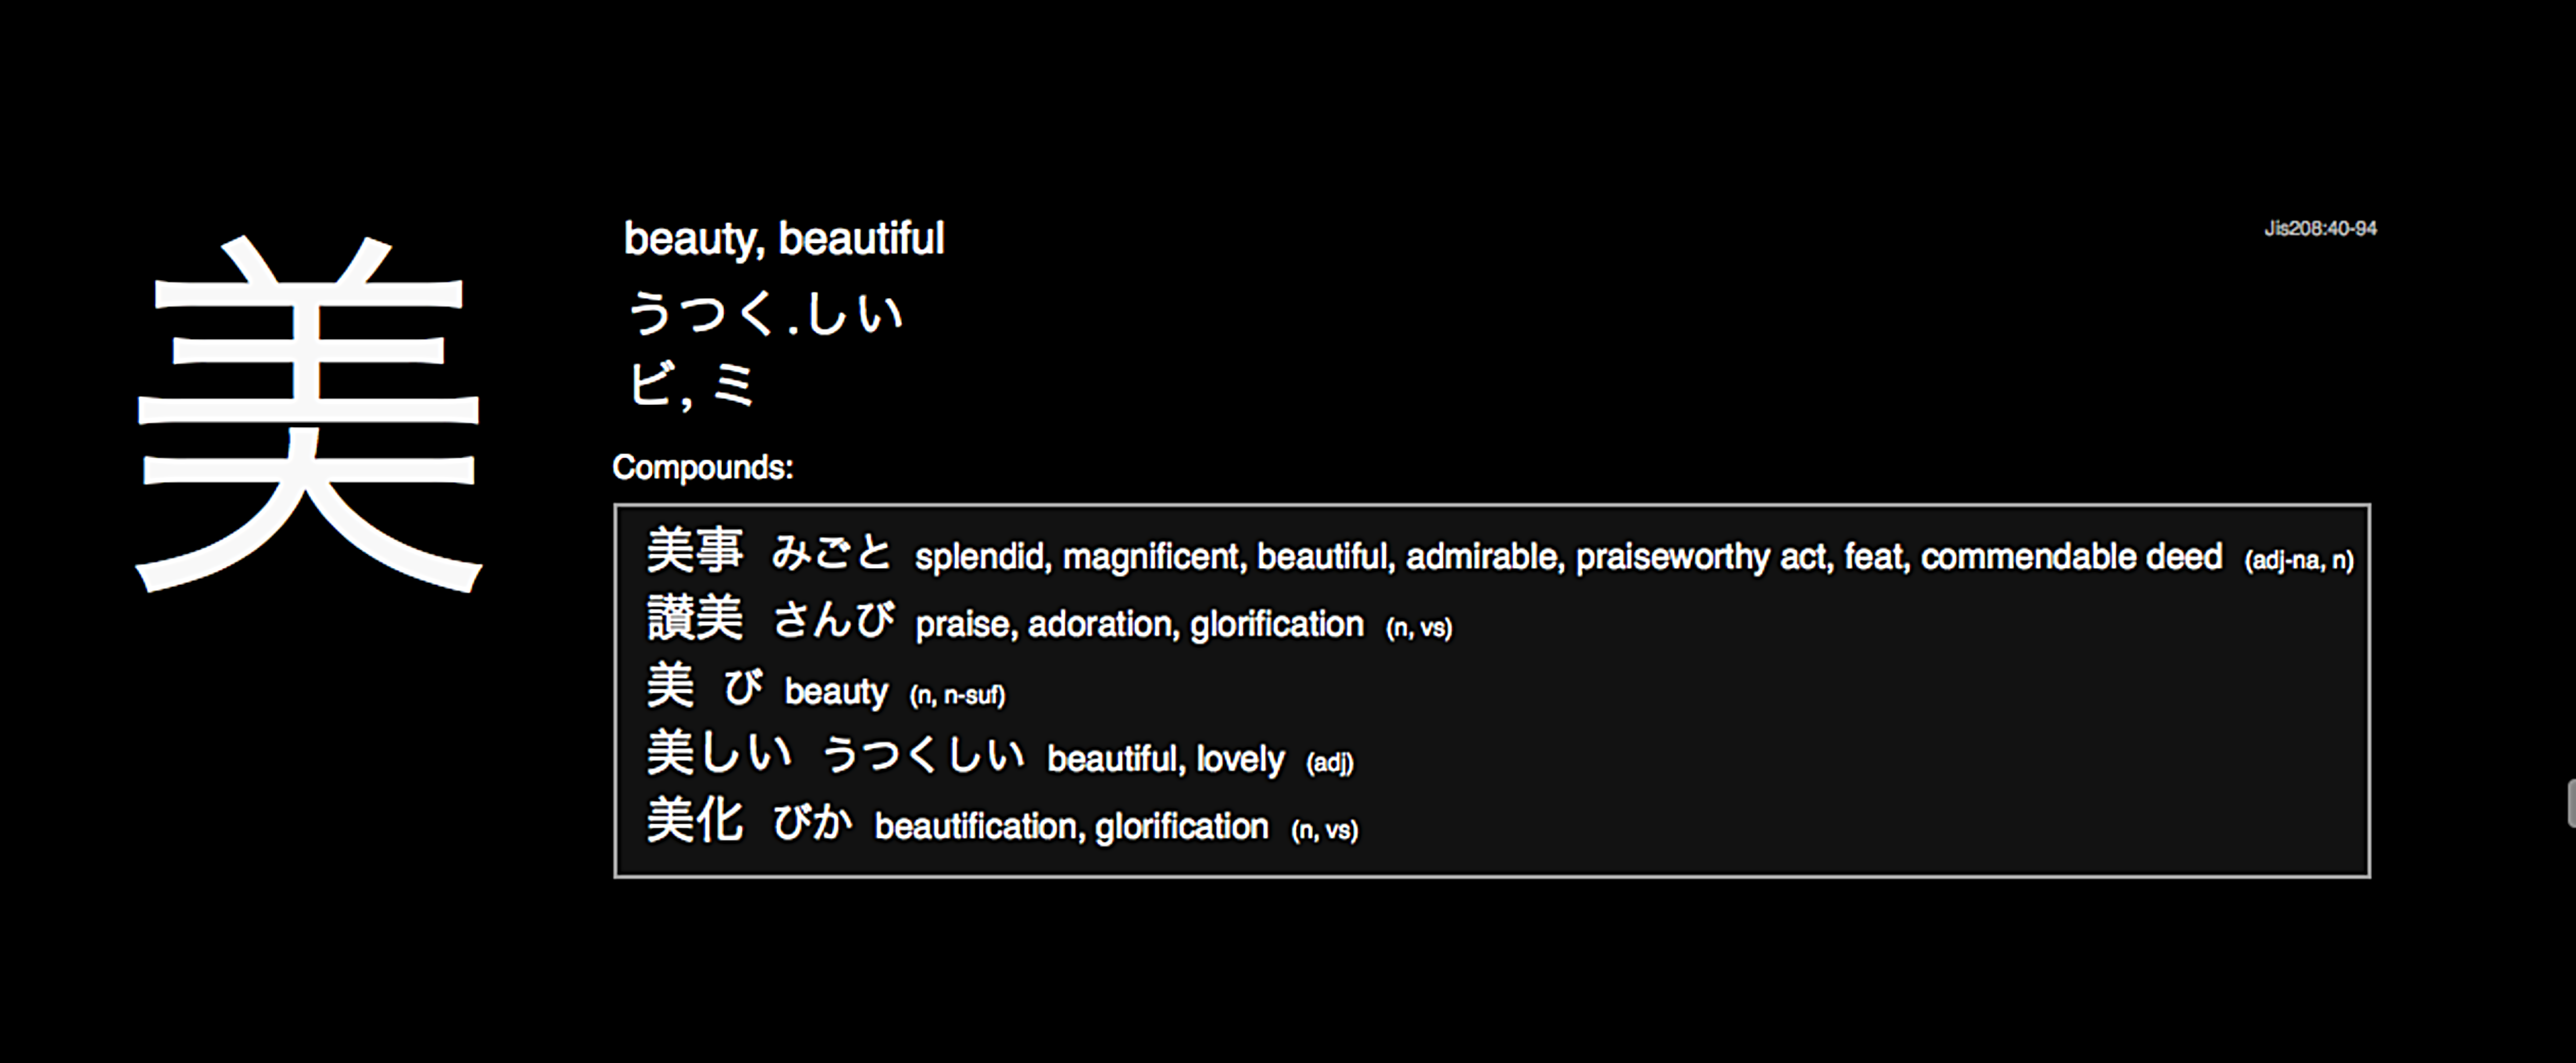 美
beauty, beautiful
Jis208:40-94
うつく.しい
ビ, ミ
Compounds:
美事 みごと splendid, magnificent, beautiful, admirable, praiseworthy act, feat, commendable deed (adj-na, n)
讃美 さんび praise, adoration, glorification (n, vs)
美 び beauty (n, n-suf)
美しい うつくしい beautiful, lovely (adj)
美化 びか beautification, glorification (n, vs)